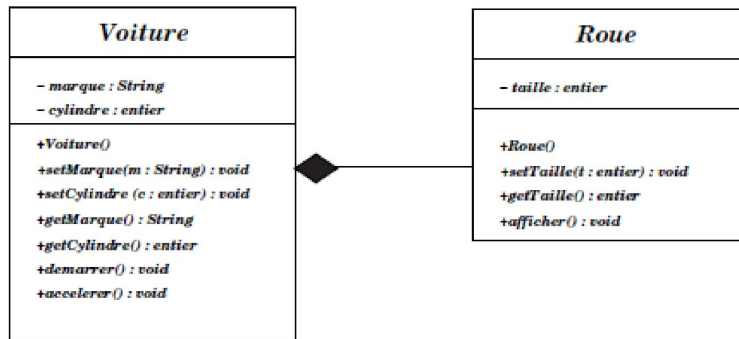 Voiture
– marque : String
– cylindre : entier
+Voiture()
+setMarque(m : String) : void
+setCylindre (c : entier) : void
+getMarque() : String
+getCylindre() : entier
+demarrer() : void
+accelerer() : void
Roue
– taille : entier
+Roue()
+setTaille(t : entier) : void
+getTaille() : entier
+afficher() : void